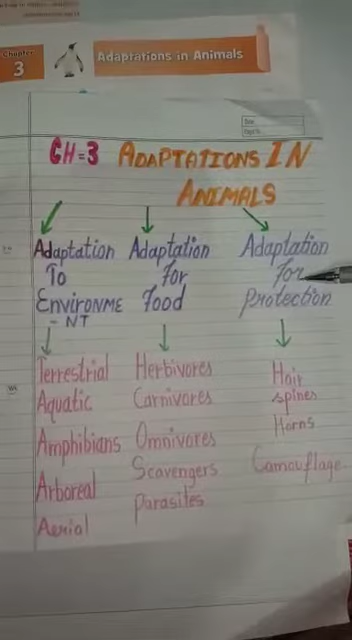 Chapter
3
Adaptations in Animals
CH=3 ADAPTATIONS IN
ANIMALS
Adaptation
To
ENVIRONME
-NT
Terrestrial
Aquatic
Amphibians
Arboreal
Aerial
Adaptation
For
Food
Herbivores
Carnivores
Omnivores
Scavengers
Parasites
Adaptation
for
Protection
Hair
spines
Horns
Camouflage